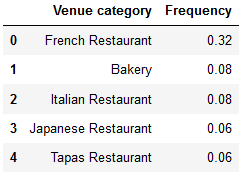 Venue category Frequency
0 French Restaurant 0.32
1 Bakery 0.08
2 Italian Restaurant 0.08
3 Japanese Restaurant 0.06
4 Tapas Restaurant 0.06